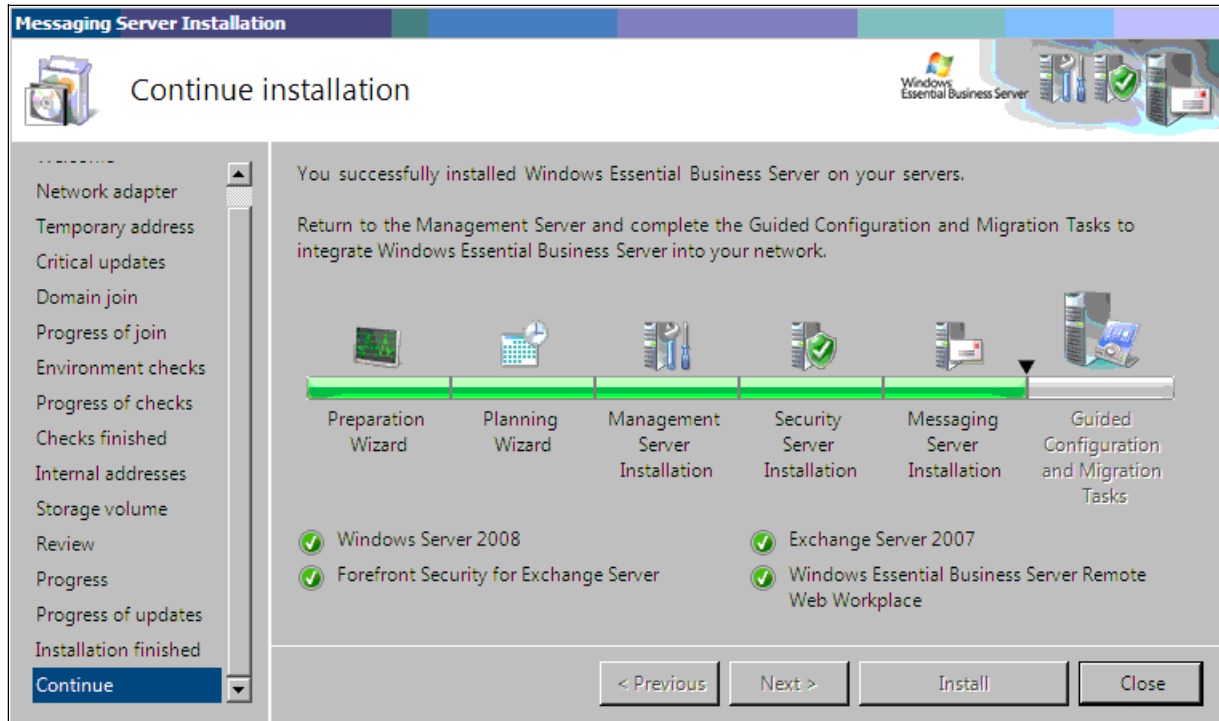 Messaging Server Installation
Continue installation
Windows
Essential Business Server
Network adapter
Temporary address
Critical updates
Domain join
Progress of join
Environment checks
Progress of checks
Checks finished
Internal addresses
Storage volume
Review
Progress
Progress of updates
Installation finished
Continue
You successfully installed Windows Essential Business Server on your servers.
Return to the Management Server and complete the Guided Configuration and Migration Tasks to
integrate Windows Essential Business Server into your network.
Preparation
Wizard
Planning
Wizard
Management
Server
Installation
Security
Server
Installation
Messaging
Server
Installation
Guided
Configuration
and Migration
Tasks
Windows Server 2008
Exchange Server 2007
Forefront Security for Exchange Server
Windows Essential Business Server Remote
Web Workplace
< Previous
Next >
Install
Close